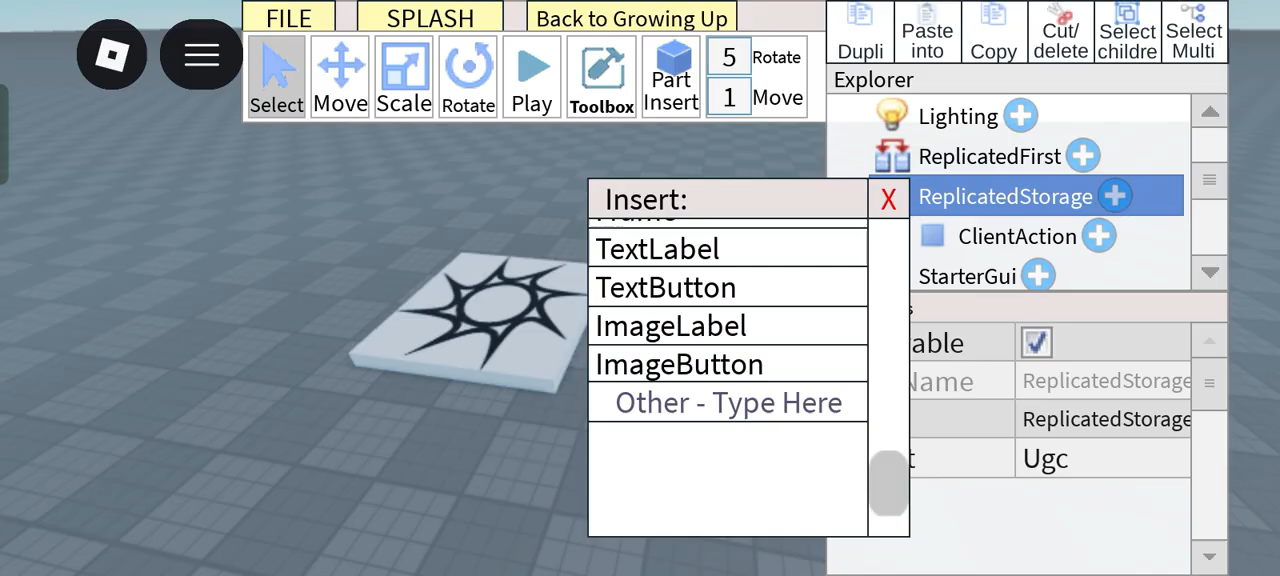 FILE
SPLASH
Back to Growing Up
Select
Move
Scale
Rotate
Play
Toolbox
Part
Insert
5 Rotate
1 Move
Dupli
Paste
into
Copy
Cut/
delete
Select
childre
Select
Multi
Explorer
Lighting
ReplicatedFirst
ReplicatedStorage
ClientAction
StarterGui
Insert:
X
TextLabel
TextButton
ImageLabel
ImageButton
Other - Type Here
s
able
Name
ReplicatedStorage
ReplicatedStorage
t
Ugc